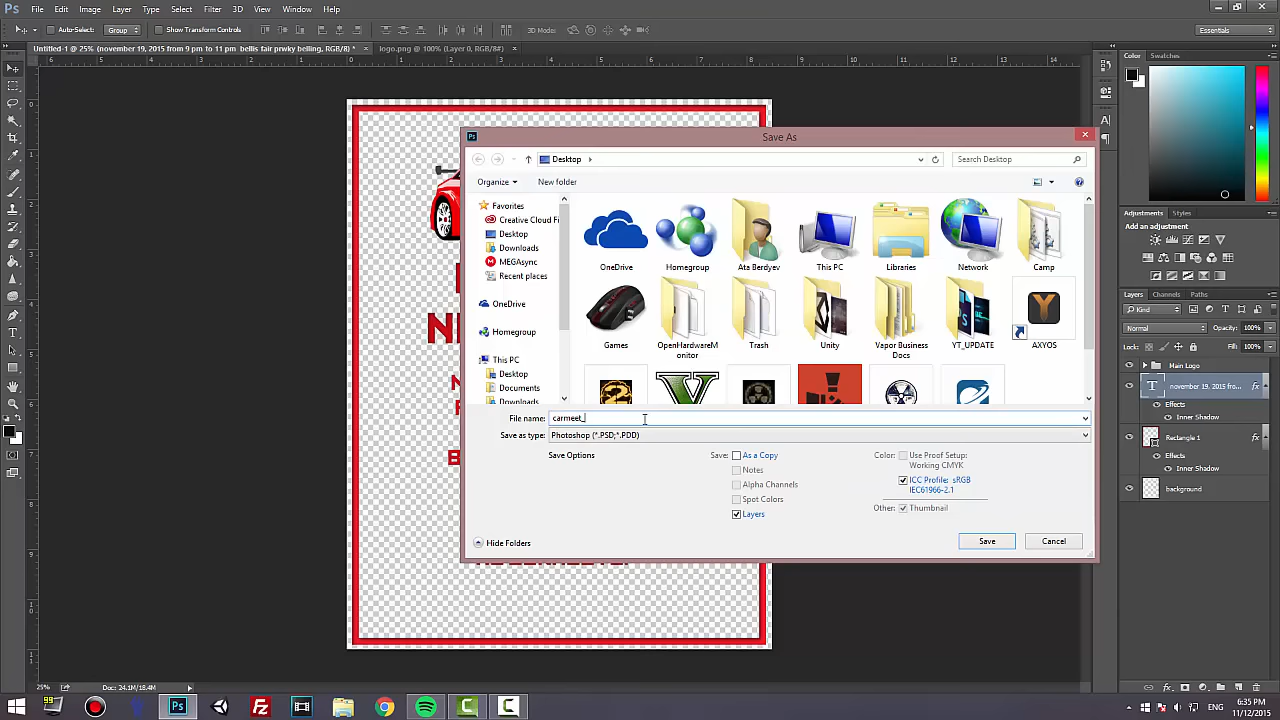 Ps File Edit Image Layer Type Select Filter 3D View Window Help
Auto-Select: Group Show Transform Controls 3D Mode: Essentials
Untitled-1 @ 25% (november 19, 2015 from 9 pm to 11 pm bellis fair prwky belling, RGB/8) * × logo.png @ 100% (Layer 0, RGB/8#) ×
Save As
Desktop
Search Desktop
Organize New folder
Favorites
Creative Cloud Fi
Desktop
Downloads
MEGAsync
Recent places
OneDrive
Homegroup
This PC
Desktop
Documents
Downloads
OneDrive Homegroup Ata Berdyev This PC Libraries Network Camp
Games OpenHardwareMonitor Trash Unity Vapor Business Docs YT_UPDATE AXYOS
File name: carmeet_
Save as type: Photoshop (*.PSD;*.PDD)
Save Options
Save: As a Copy
Notes
Alpha Channels
Spot Colors
Layers
Color: Use Proof Setup:
Working CMYK
ICC Profile: sRGB
IEC61966-2.1
Other: Thumbnail
Hide Folders Save Cancel
Color Swatches
Adjustments Styles
Add an adjustment
Layers Channels Paths
Kind
Normal Opacity: 100%
Lock: Fill: 100%
Main Logo
november 19, 2015 fro... fx
Effects
Inner Shadow
Rectangle 1 fx
Effects
Inner Shadow
background
25% Doc: 24.1M/18.4M
ENG 6:35 PM
11/12/2015